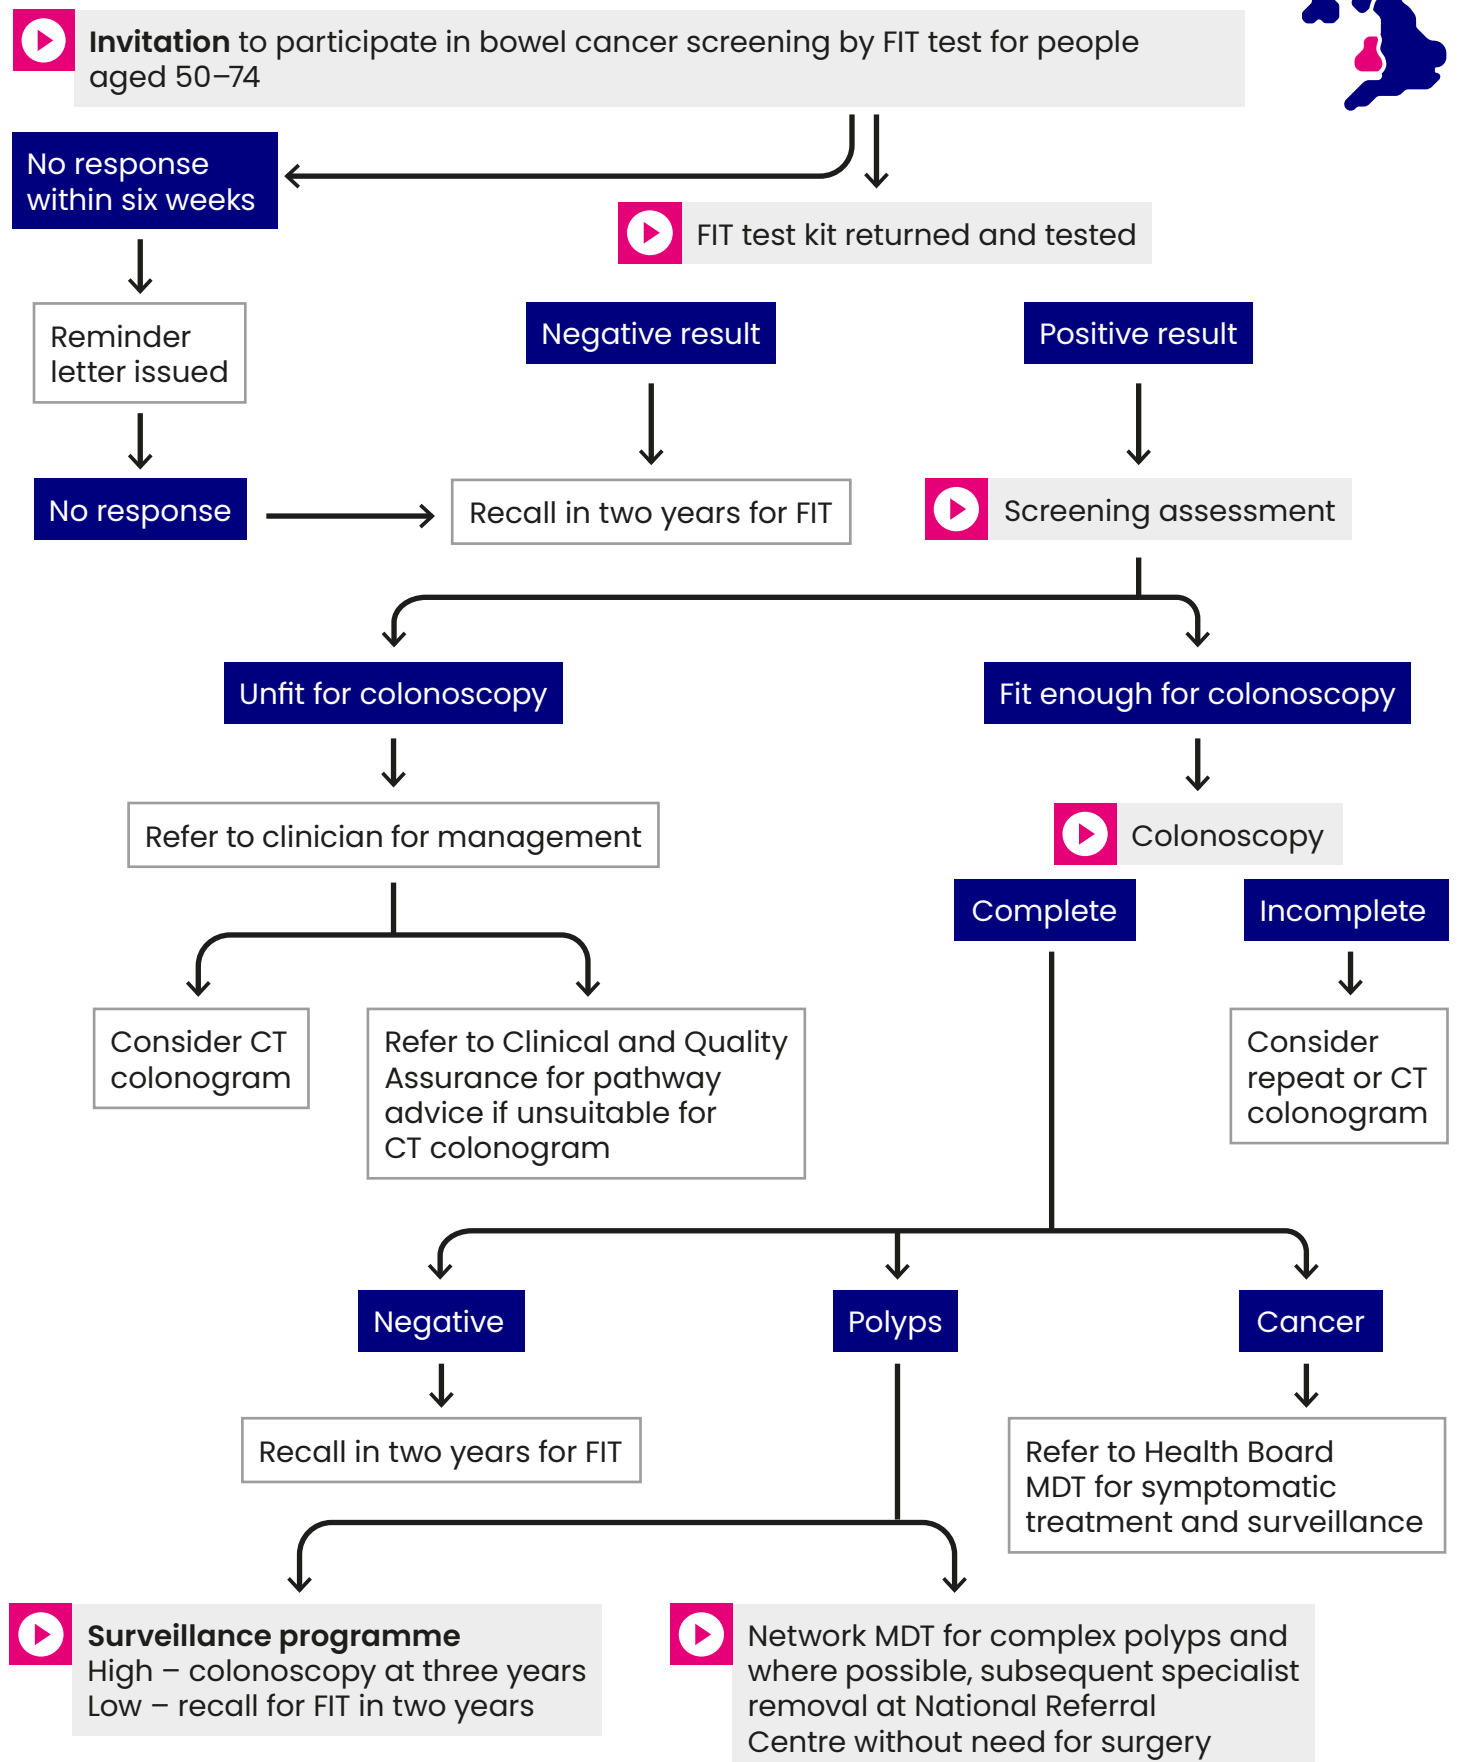 Invitation to participate in bowel cancer screening by FIT test for people
aged 50–74
No response
within six weeks
FIT test kit returned and tested
Reminder
letter issued
Negative result
Positive result
No response
Recall in two years for FIT
Screening assessment
Unfit for colonoscopy
Fit enough for colonoscopy
Refer to clinician for management
Colonoscopy
Complete
Incomplete
Consider CT
colonogram
Refer to Clinical and Quality
Assurance for pathway
advice if unsuitable for
CT colonogram
Consider
repeat or CT
colonogram
Negative
Polyps
Cancer
Recall in two years for FIT
Refer to Health Board
MDT for symptomatic
treatment and surveillance
Surveillance programme
High – colonoscopy at three years
Low – recall for FIT in two years
Network MDT for complex polyps and
where possible, subsequent specialist
removal at National Referral
Centre without need for surgery